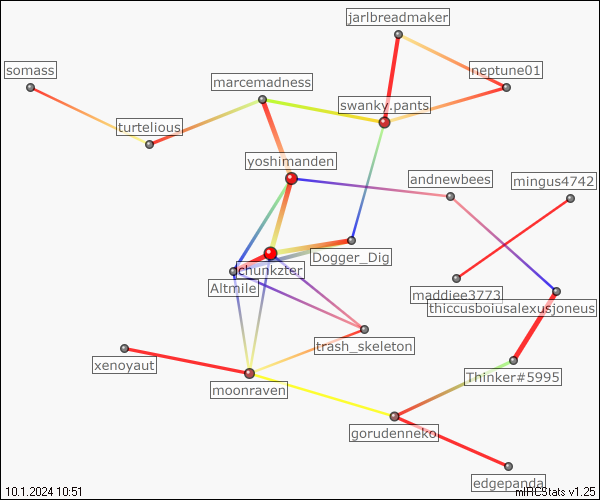 jarlbreadmaker
somass
neptune01
marcemadness
swanky.pants
turtelious
yoshimanden
andnewbees
mingus4742
Dogger_Dig
chunkzter
Altmile
maddiee3773
thiccusboiusalexusjoneus
trash_skeleton
xenoyaut
Thinker#5995
moonraven
gorudenneko
edgepanda
10.1.2024 10:51
mIRCStats v1.25